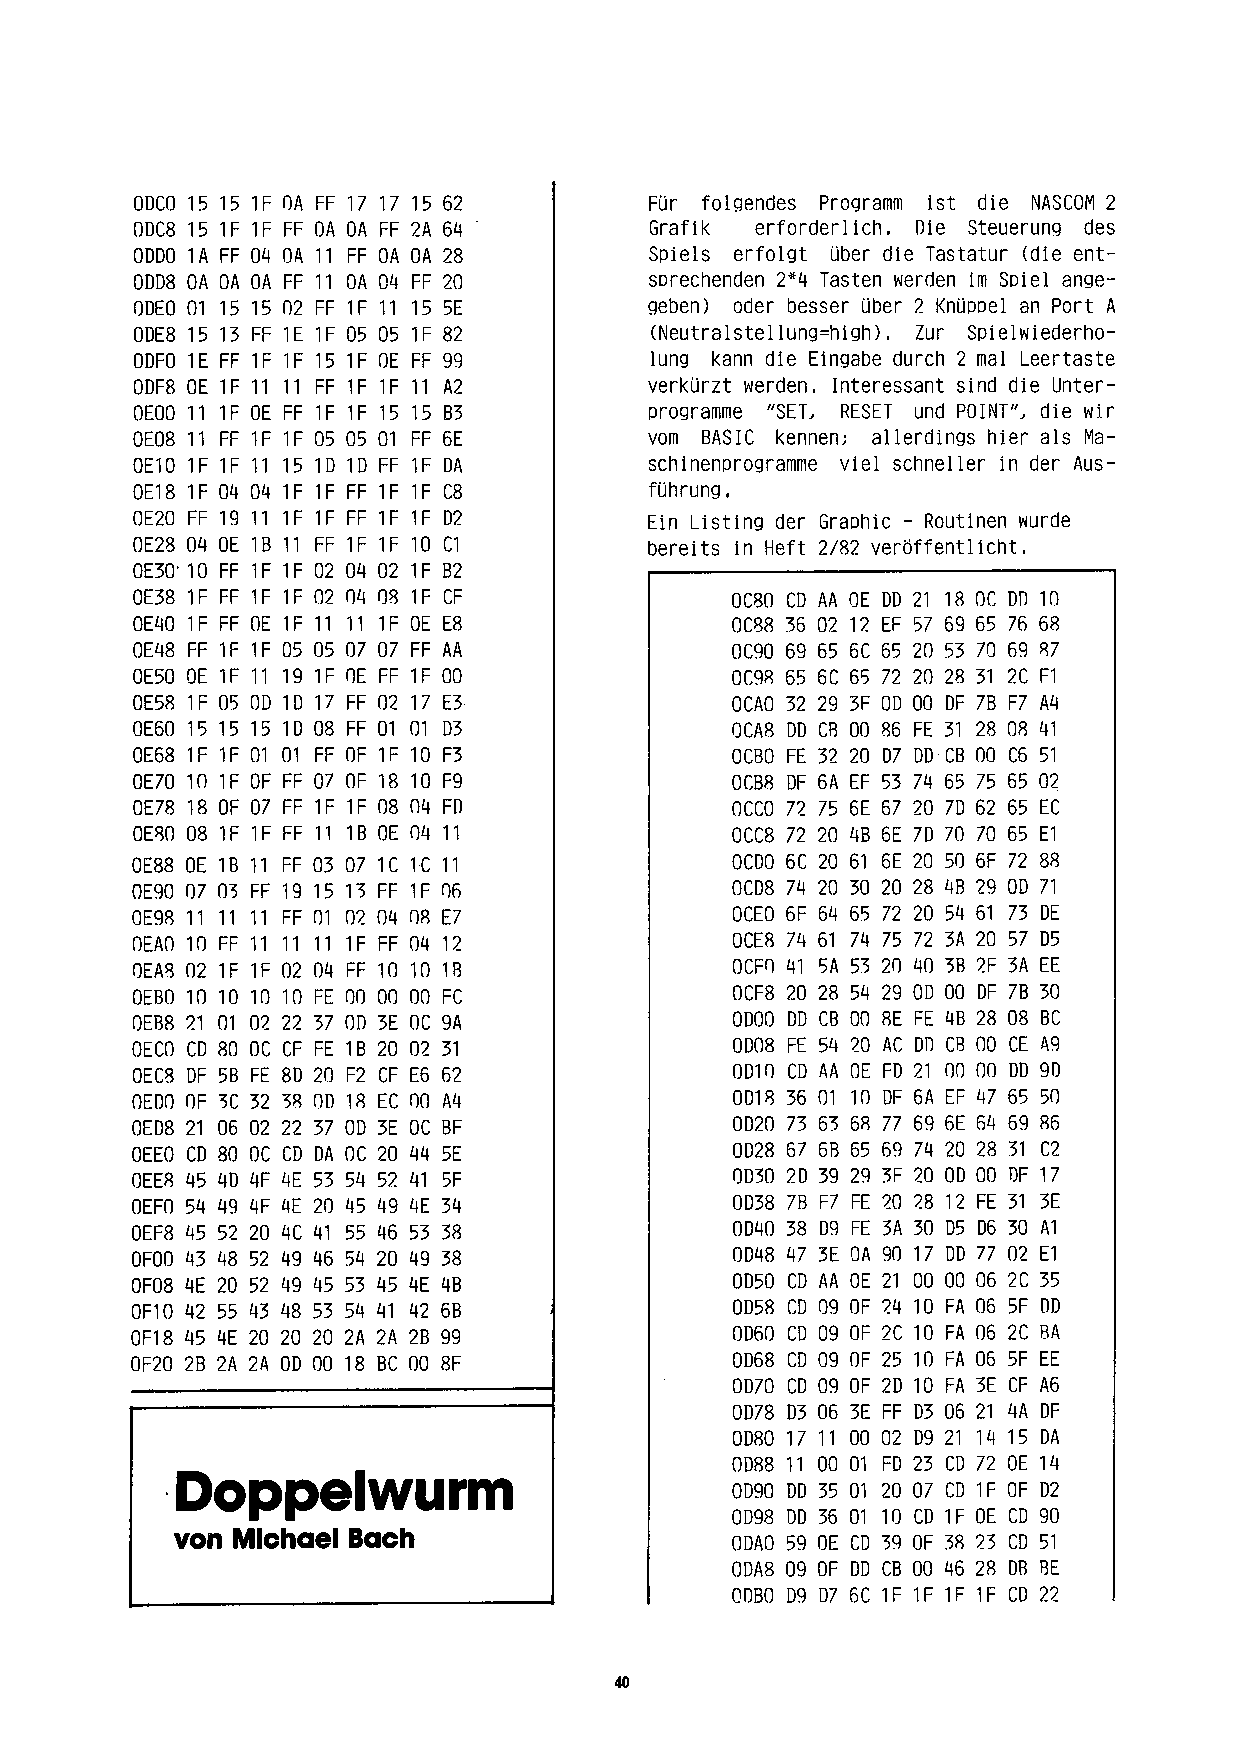 0DC0 15 15 1F 0A FF 17 17 15 62
0DC8 15 1F 1F FF 0A 0A FF 2A 64
0DD0 1A FF 04 0A 11 FF 0A 0A 28
0DD8 0A 0A 0A FF 11 0A 04 FF 20
0DE0 01 15 15 02 FF 1F 11 15 5E
0DE8 15 13 FF 1E 1F 05 05 1F 82
0DF0 1E FF 1F 1F 15 1F 0E FF 99
0DF8 0E 1F 11 11 FF 1F 1F 11 A2
0E00 11 1F 0E FF 1F 1F 15 15 B3
0E08 11 FF 1F 1F 05 05 01 FF 6E
0E10 1F 1F 11 15 1D 1D FF 1F DA
0E18 1F 04 04 1F 1F FF 1F 1F C8
0E20 FF 19 11 1F 1F FF 1F 1F D2
0E28 04 0E 1B 11 FF 1F 1F 10 C1
0E30 10 FF 1F 1F 02 04 02 1F B2
0E38 1F FF 1F 1F 02 04 08 1F CF
0E40 1F FF 0E 1F 11 11 1F 0E E8
0E48 FF 1F 1F 05 05 07 07 FF AA
0E50 0E 1F 11 19 1F 0E FF 1F 00
0E58 1F 05 0D 1D 17 FF 02 17 E3
0E60 15 15 15 1D 08 FF 01 01 D3
0E68 1F 1F 01 01 FF 0F 1F 10 F3
0E70 10 1F 0F FF 07 0F 18 10 F9
0E78 18 0F 07 FF 1F 1F 08 04 FD
0E80 08 1F 1F FF 11 1B 0E 04 11
0E88 0E 1B 11 FF 03 07 1C 1C 11
0E90 07 03 FF 19 15 13 FF 1F 06
0E98 11 11 11 FF 01 02 04 08 E7
0EA0 10 FF 11 11 11 1F FF 04 12
0EA8 02 1F 1F 02 04 FF 10 10 1B
0EB0 10 10 10 10 FE 00 00 00 FC
0EB8 21 01 02 22 37 0D 3E 0C 9A
0EC0 CD 80 0C CF FE 1B 20 02 31
0EC8 DF 5B FE 8D 20 F2 CF E6 62
0ED0 0F 3C 32 38 0D 18 EC 00 A4
0ED8 21 06 02 22 37 0D 3E 0C BF
0EE0 CD 80 0C CD DA 0C 20 44 5E
0EE8 45 4D 4F 4E 53 54 52 41 5F
0EF0 54 49 4F 4E 20 45 49 4E 34
0EF8 45 52 20 4C 41 55 46 53 38
0F00 43 48 52 49 46 54 20 49 38
0F08 4E 20 52 49 45 53 45 4E 4B
0F10 42 55 43 48 53 54 41 42 6B
0F18 45 4E 20 20 20 2A 2A 2B 99
0F20 2B 2A 2A 0D 00 18 BC 00 8F
Doppelwurm
von Michael Bach
Für folgendes Programm ist die NASCOM 2
Grafik erforderlich. Die Steuerung des
Spiels erfolgt über die Tastatur (die ent-
sprechenden 2*4 Tasten werden im Spiel ange-
geben) oder besser über 2 Knüppel an Port A
(Neutralstellung=high). Zur Spielwiederho-
lung kann die Eingabe durch 2 mal Leertaste
verkürzt werden. Interessant sind die Unter-
programme "SET, RESET und POINT", die wir
vom BASIC kennen; allerdings hier als Ma-
schinenprogramme viel schneller in der Aus-
führung.
Ein Listing der Graphic - Routinen wurde
bereits in Heft 2/82 veröffentlicht.
0C80 CD AA 0E DD 21 18 0C DD 10
0C88 36 02 12 EF 57 69 65 76 68
0C90 69 65 6C 65 20 53 70 69 87
0C98 65 6C 65 72 20 28 31 2C F1
0CA0 32 29 3F 0D 00 DF 7B F7 A4
0CA8 DD CB 00 86 FE 31 28 08 41
0CB0 FE 32 20 D7 DD CB 00 C6 51
0CB8 DF 6A EF 53 74 65 75 65 02
0CC0 72 75 6E 67 20 7D 62 65 EC
0CC8 72 20 4B 6E 7D 70 70 65 E1
0CD0 6C 20 61 6E 20 50 6F 72 88
0CD8 74 20 30 20 28 4B 29 0D 71
0CE0 6F 64 65 72 20 54 61 73 DE
0CE8 74 61 74 75 72 3A 20 57 D5
0CF0 41 5A 53 20 40 3B 2F 3A EE
0CF8 20 28 54 29 0D 00 DF 7B 30
0D00 DD CB 00 8E FE 4B 28 08 BC
0D08 FE 54 20 AC DD CB 00 CE A9
0D10 CD AA 0E FD 21 00 00 DD 9D
0D18 36 01 10 DF 6A EF 47 65 50
0D20 73 63 68 77 69 6E 64 69 86
0D28 67 6B 65 69 74 20 28 31 C2
0D30 2D 39 29 3F 20 0D 00 DF 17
0D38 7B F7 FE 20 28 12 FE 31 3E
0D40 38 D9 FE 3A 30 D5 D6 30 A1
0D48 47 3E 0A 90 17 DD 77 02 E1
0D50 CD AA 0E 21 00 00 06 2C 35
0D58 CD 09 0F 24 10 FA 06 5F DD
0D60 CD 09 0F 2C 10 FA 06 2C BA
0D68 CD 09 0F 25 10 FA 06 5F EE
0D70 CD 09 0F 2D 10 FA 3E CF A6
0D78 D3 06 3E FF D3 06 21 4A DF
0D80 17 11 00 02 D9 21 14 15 DA
0D88 11 00 01 FD 23 CD 72 0E 14
0D90 DD 35 01 20 07 CD 1F 0F D2
0D98 DD 36 01 10 CD 1F 0E CD 90
0DA0 59 0E CD 39 0F 38 23 CD 51
0DA8 09 0F DD CB 00 46 28 DB BE
0DB0 D9 D7 6C 1F 1F 1F 1F CD 22
40